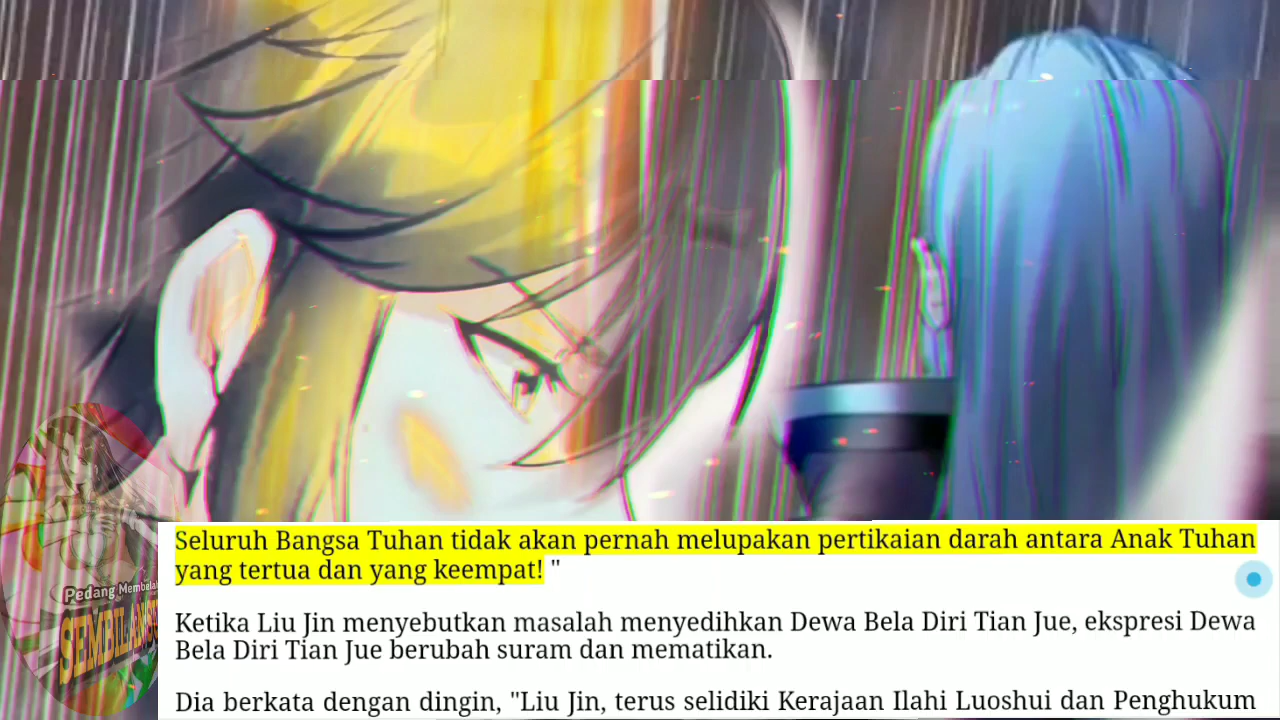 Seluruh Bangsa Tuhan tidak akan pernah melupakan pertikaian darah antara Anak Tuhan
yang tertua dan yang keempat! "
Ketika Liu Jin menyebutkan masalah menyedihkan Dewa Bela Diri Tian Jue, ekspresi Dewa
Bela Diri Tian Jue berubah suram dan mematikan.
Dia berkata dengan dingin, "Liu Jin, terus selidiki Kerajaan Ilahi Luoshui dan Penghukum
Pedang